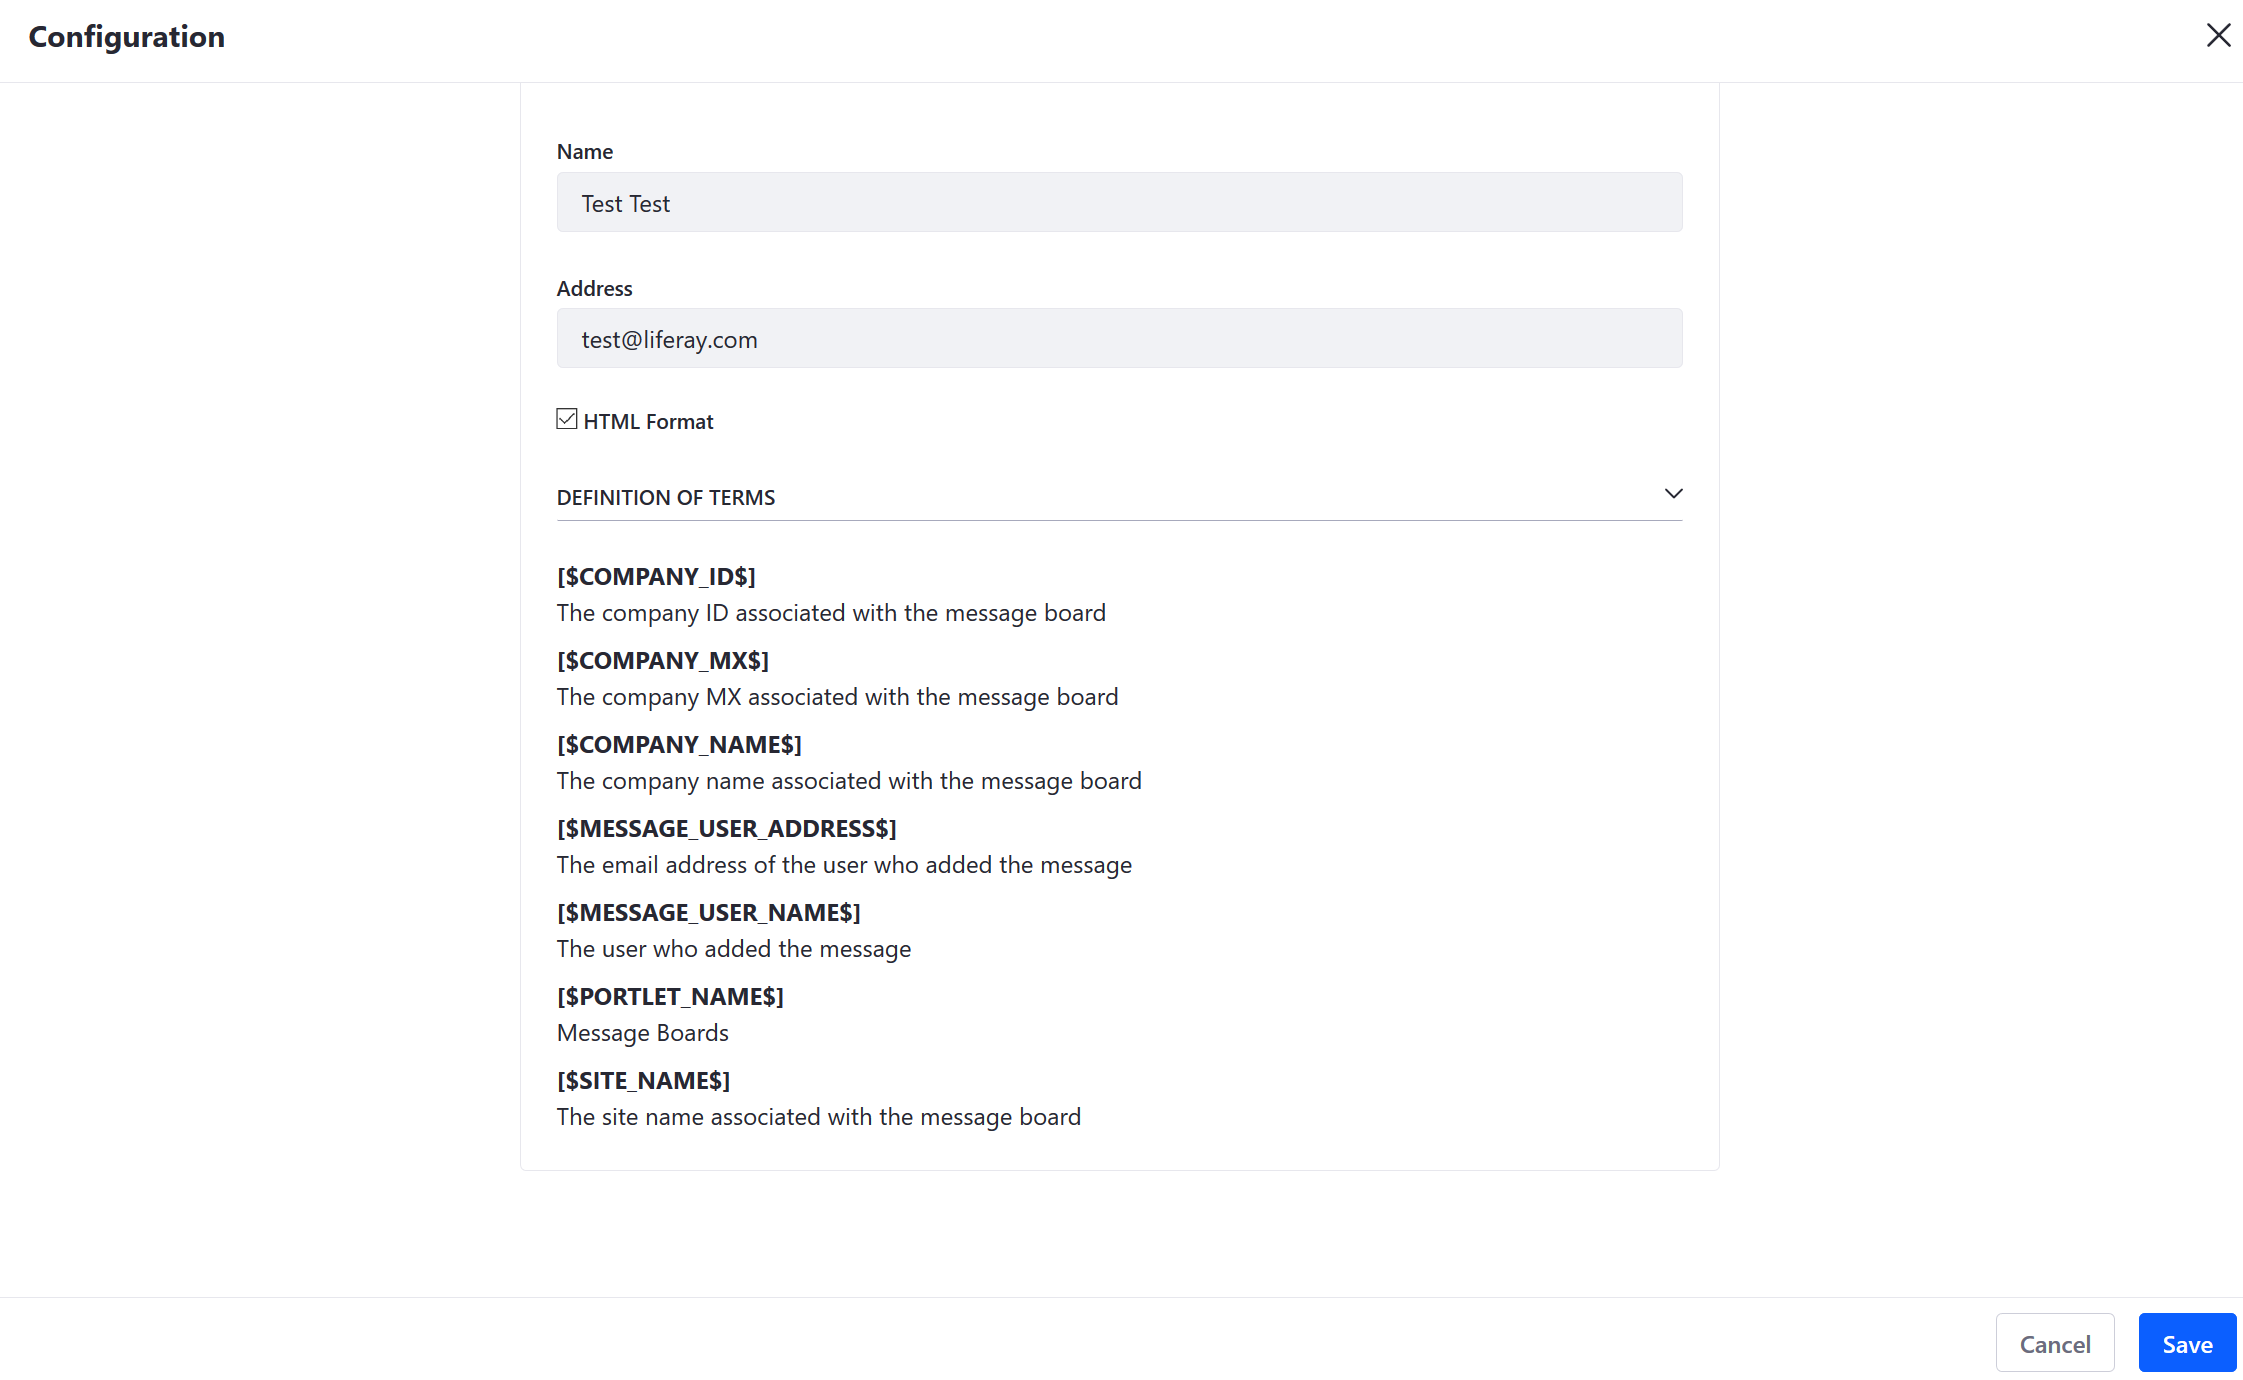 Configuration
Name
Test Test
Address
test@liferay.com
HTML Format
DEFINITION OF TERMS
[$COMPANY_ID$]
The company ID associated with the message board
[$COMPANY_MX$]
The company MX associated with the message board
[$COMPANY_NAME$]
The company name associated with the message board
[$MESSAGE_USER_ADDRESS$]
The email address of the user who added the message
[$MESSAGE_USER_NAME$]
The user who added the message
[$PORTLET_NAME$]
Message Boards
[$SITE_NAME$]
The site name associated with the message board
Cancel
Save